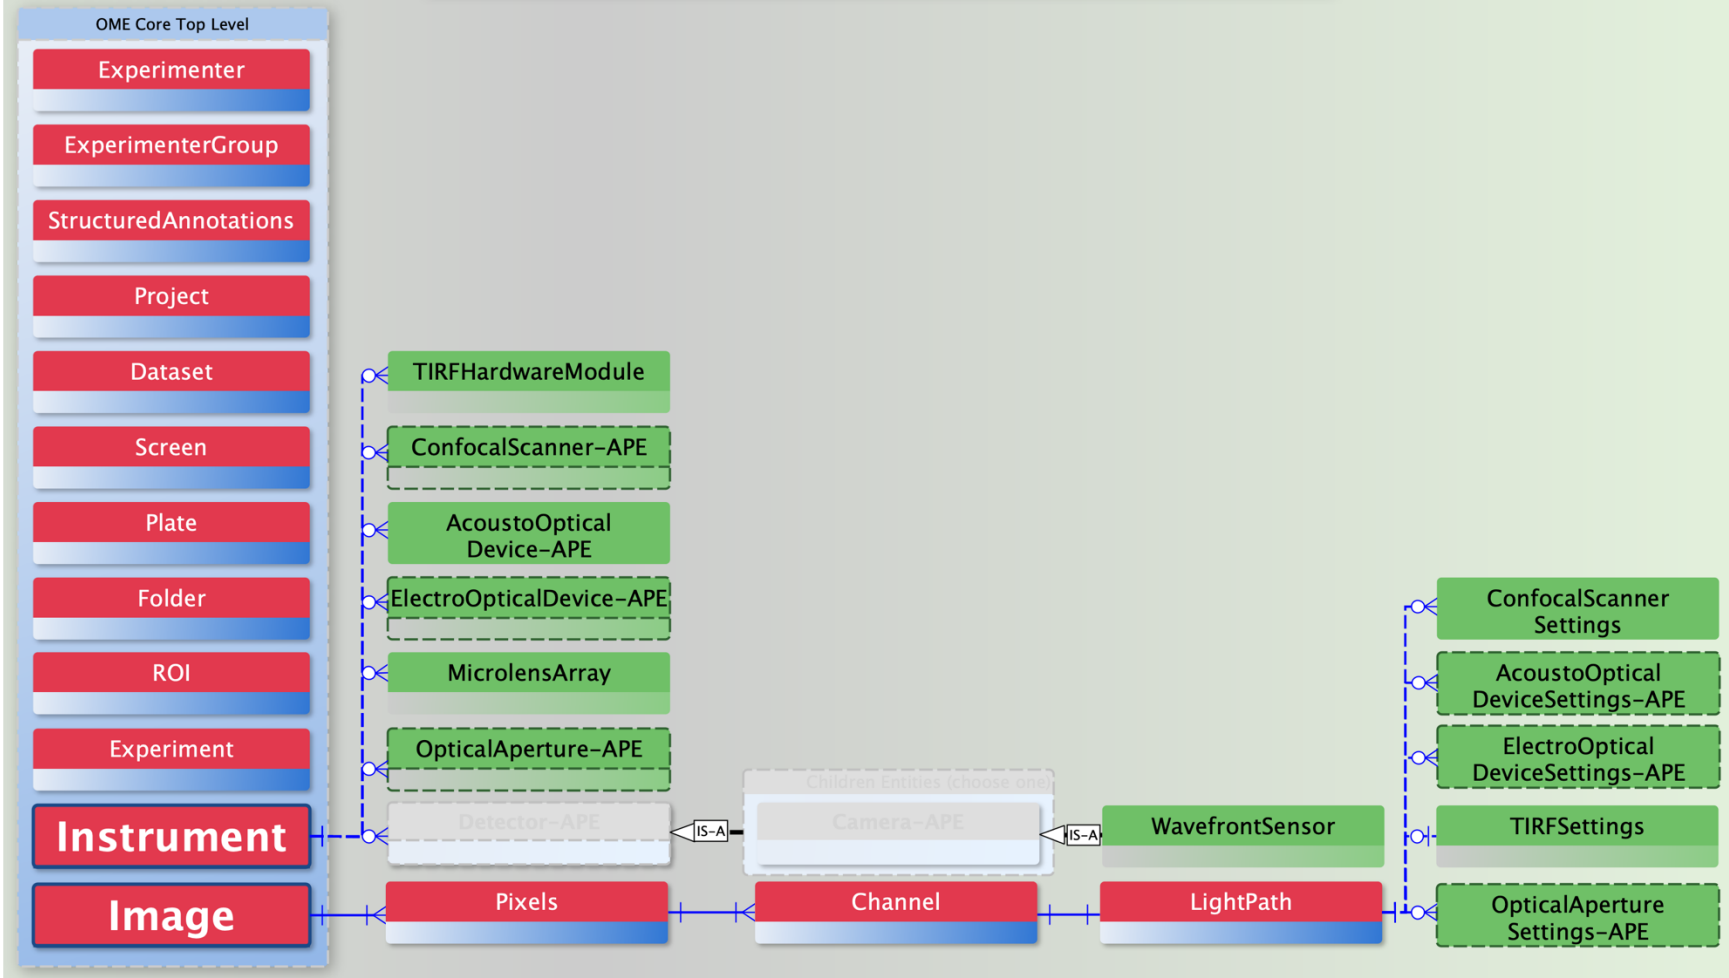 OME Core Top Level
Experimenter
ExperimenterGroup
StructuredAnnotations
Project
Dataset
Screen
Plate
Folder
ROI
Experiment
Instrument
Image
TIRFHardwareModule
ConfocalScanner-APE
AcoustoOptical
Device-APE
ElectroOpticalDevice-APE
MicrolensArray
OpticalAperture-APE
Detector-APE
IS-A
Children Entities (choose one)
Camera-APE
IS-A
WavefrontSensor
Pixels
Channel
LightPath
ConfocalScanner
Settings
AcoustoOptical
DeviceSettings-APE
ElectroOptical
DeviceSettings-APE
TIRFSettings
OpticalAperture
Settings-APE